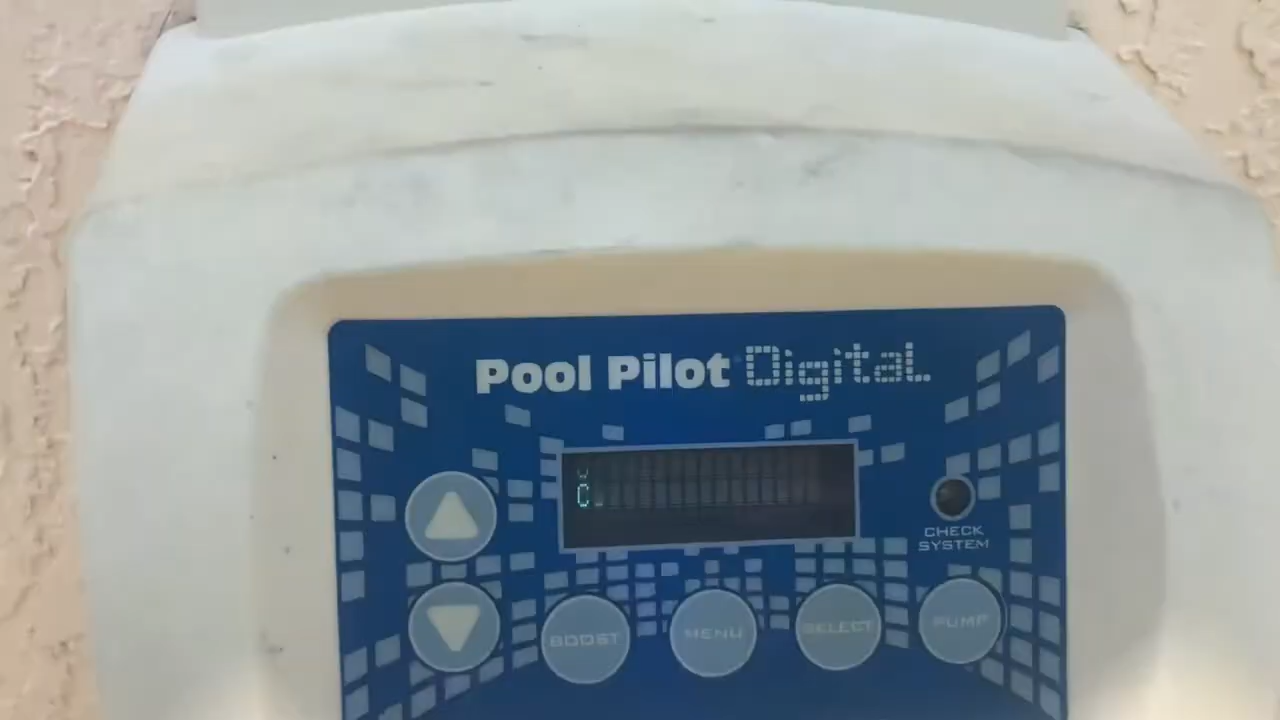 Pool Pilot Digital
CHECK
SYSTEM
BOOST
MENU
SELECT
PUMP